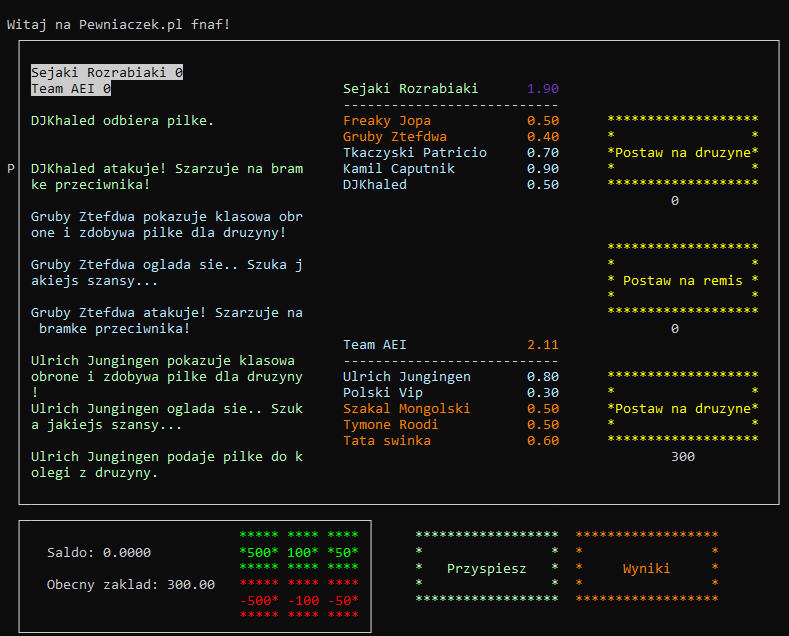 Witaj na Pewniaczek.pl fnaf!
Sejaki Rozrabiaki 0
Team AEI 0
DJKhaled odbiera pilke.
P
DJKhaled atakuje! Szarzuje na bram
ke przeciwnika!
Gruby Ztefdwa pokazuje klasowa obr
one i zdobywa pilke dla druzyny!
Gruby Ztefdwa oglada sie.. Szuka j
akiejs szansy...
Gruby Ztefdwa atakuje! Szarzuje na
bramke przeciwnika!
Ulrich Jungingen pokazuje klasowa
obrone i zdobywa pilke dla druzyny
!
Ulrich Jungingen oglada sie.. Szuk
a jakiejs szansy...
Ulrich Jungingen podaje pilke do k
olegi z druzyny.
Sejaki Rozrabiaki 1.90
---------------------------
Freaky Jopa 0.50
Gruby Ztefdwa 0.40
Tkaczyski Patricio 0.70
Kamil Caputnik 0.90
DJKhaled 0.50
Team AEI 2.11
---------------------------
Ulrich Jungingen 0.80
Polski Vip 0.30
Szakal Mongolski 0.50
Tymone Roodi 0.50
Tata swinka 0.60
*******************
* *
*Postaw na druzyne*
* *
*******************
0
*******************
* *
* Postaw na remis *
* *
*******************
0
*******************
* *
*Postaw na druzyne*
* *
*******************
300
Saldo: 0.0000
Obecny zaklad: 300.00
***** **** ****
*500* 100* *50*
***** **** ****
***** **** ****
-500* -100 -50*
***** **** ****
******************
* *
* Przyspiesz *
* *
******************
******************
* *
* Wyniki *
* *
******************